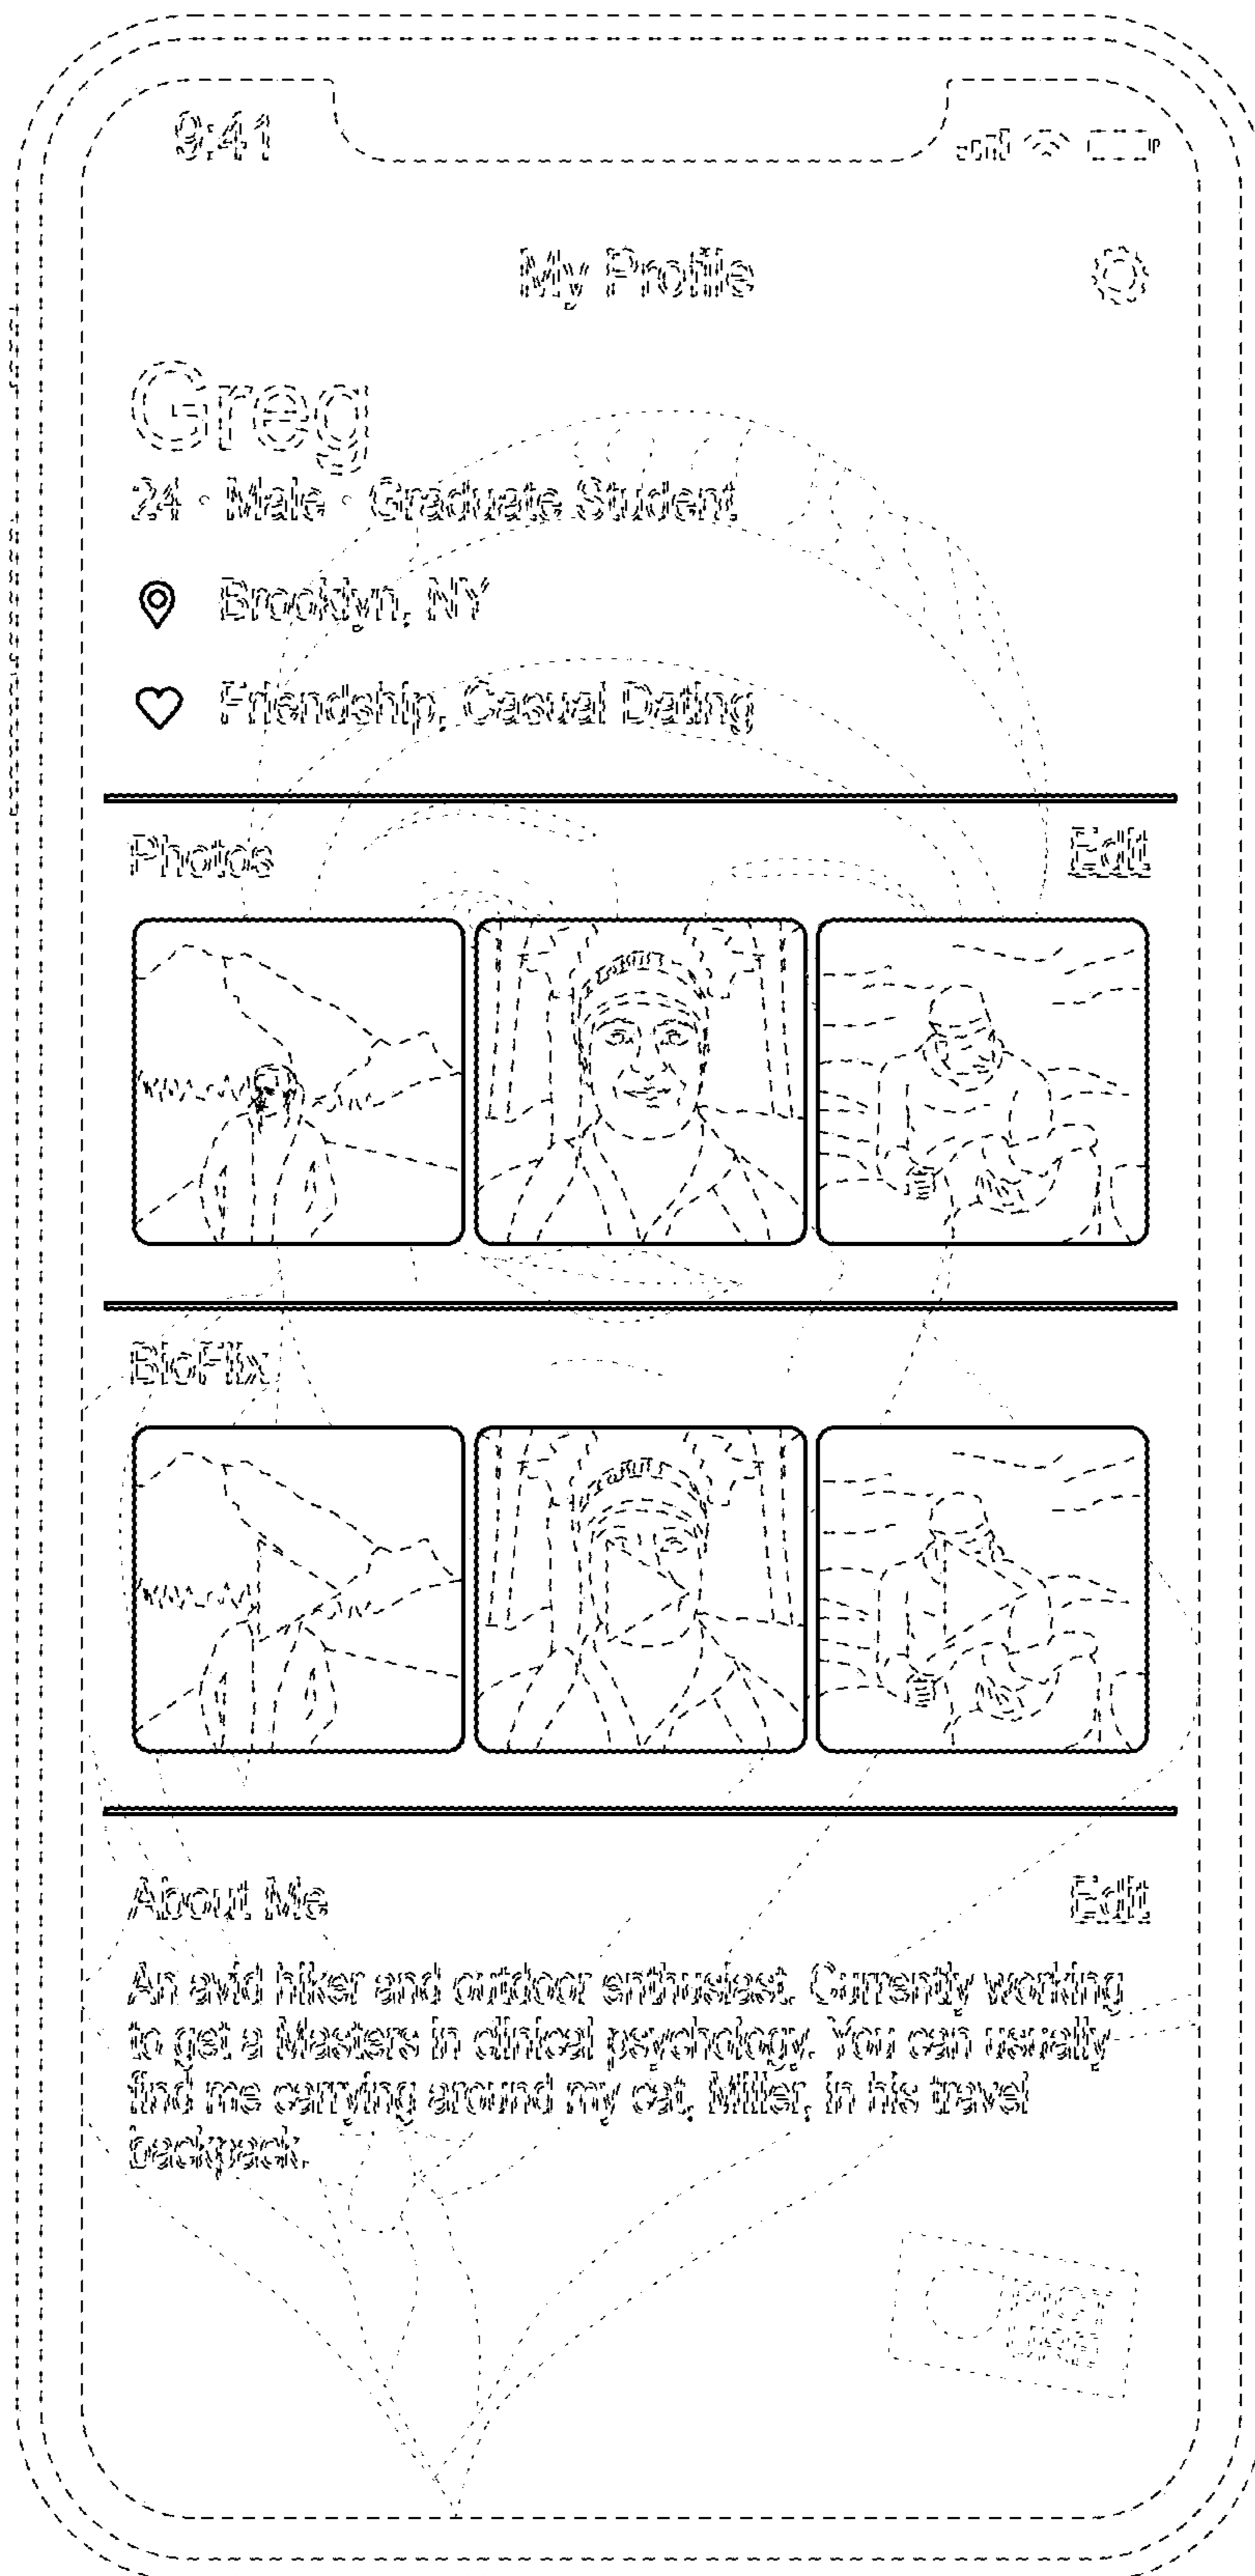 9:41
My Profile
Greg
24 · Male · Graduate Student
Brooklyn, NY
Friendship, Casual Dating
Photos Edit
BioFlix
About Me Edit
An avid hiker and outdoor enthusiast. Currently working
to get a Masters in clinical psychology. You can usually
find me carrying around my cat, Miller, in his travel
backpack.